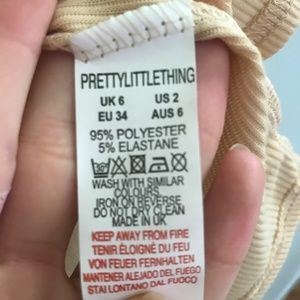 PRETTYLITTLETHING
UK 6 US 2
EU 34 AUS 6
95% POLYESTER
5% ELASTANE
WASH WITH SIMILAR
COLOURS
IRON ON REVERSE
DO NOT DRY CLEAN
MADE IN UK
KEEP AWAY FROM FIRE
TENIR ÉLOIGNÉ DU FEU
VON FEUER FERNHALTEN
MANTENER ALEJADO DEL FUEGO
STAI LONTANO DAL FUOCO